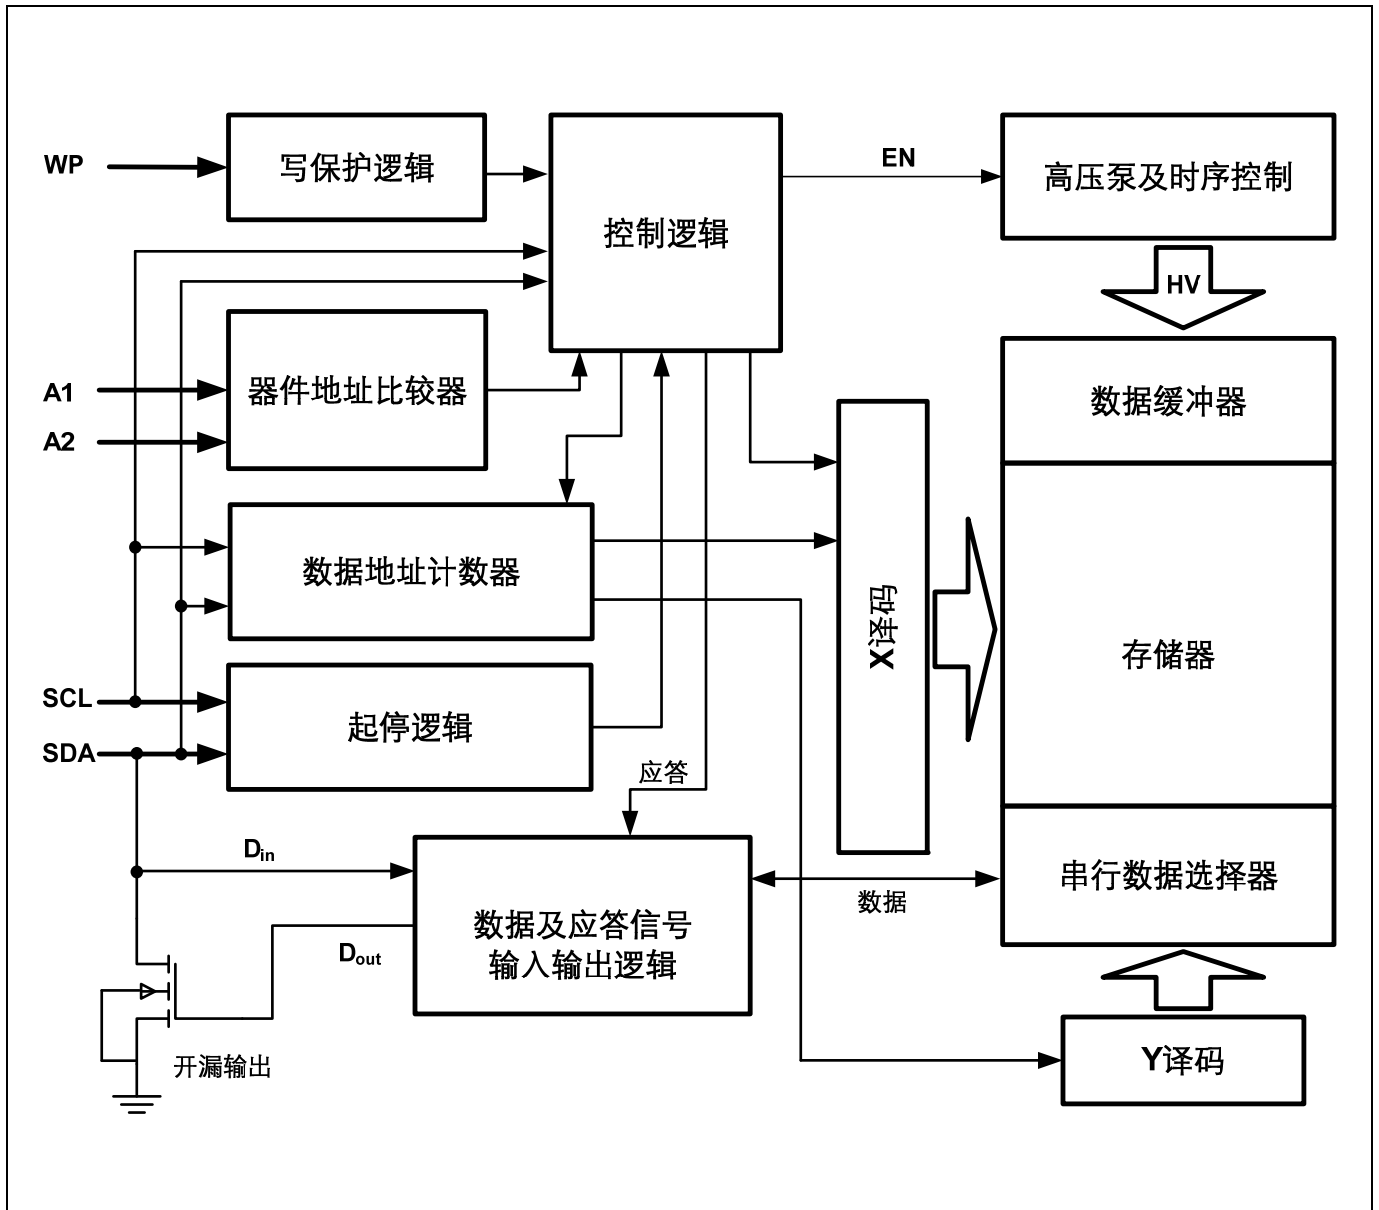 WP
写保护逻辑
控制逻辑
EN
高压泵及时序控制
HV
A1
A2
器件地址比较器
数据缓冲器
数据地址计数器
X译码
存储器
SCL
SDA
起停逻辑
应答
Din
数据
串行数据选择器
Dout
数据及应答信号
输入输出逻辑
开漏输出
Y译码